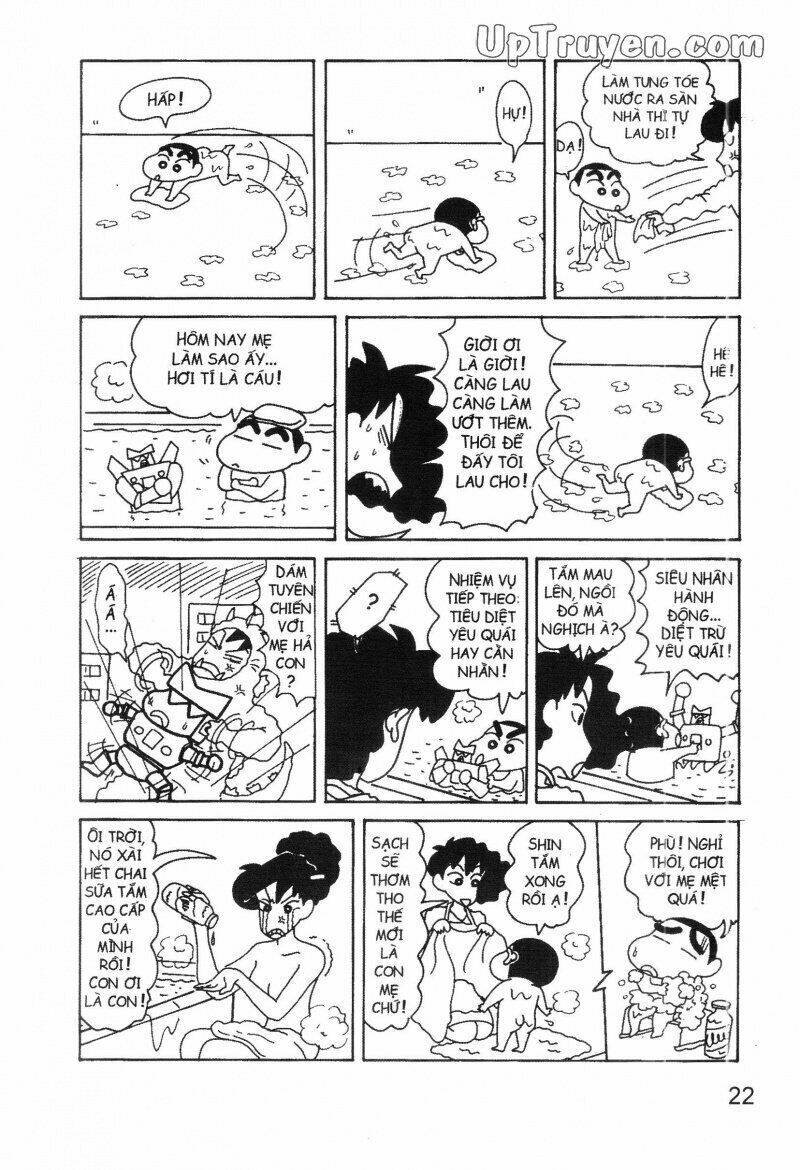 UpTruyen.com
LÀM TUNG TÓE
NƯỚC RA SÀN
NHÀ THÌ TỰ
LAU ĐI!
DẠ!
HỰ!
HẤP!
HÊ
HÊ!
GIỜI ƠI
LÀ GIỜI!
CÀNG LAU
CÀNG LÀM
ƯỚT THÊM.
THÔI ĐỂ
ĐẤY TÔI
LAU CHO!
HÔM NAY MẸ
LÀM SAO ẤY...
HƠI TÍ LÀ CÁU!
SIÊU NHÂN
HÀNH
ĐỘNG...
DIỆT TRỪ
YÊU QUÁI!
TẮM MAU
LÊN, NGỒI
ĐÓ MÀ
NGHỊCH À?
NHIỆM VỤ
TIẾP THEO:
TIÊU DIỆT
YÊU QUÁI
HAY CẰN
NHẰN!
?
DÁM
TUYÊN
CHIẾN
VỚI
MẸ HẢ
CON
?
Á
Á
...
PHÙ! NGHỈ
THÔI, CHƠI
VỚI MẸ MỆT
QUÁ!
SHIN
TẮM
XONG
RỒI Ạ!
SẠCH
SẼ
THƠM
THO
THẾ
MỚI
LÀ
CON
MẸ
CHỨ!
ÔI TRỜI,
NÓ XÀI
HẾT CHAI
SỮA TẮM
CAO CẤP
CỦA
MÌNH
RỒI!
CON ƠI
LÀ CON!
22